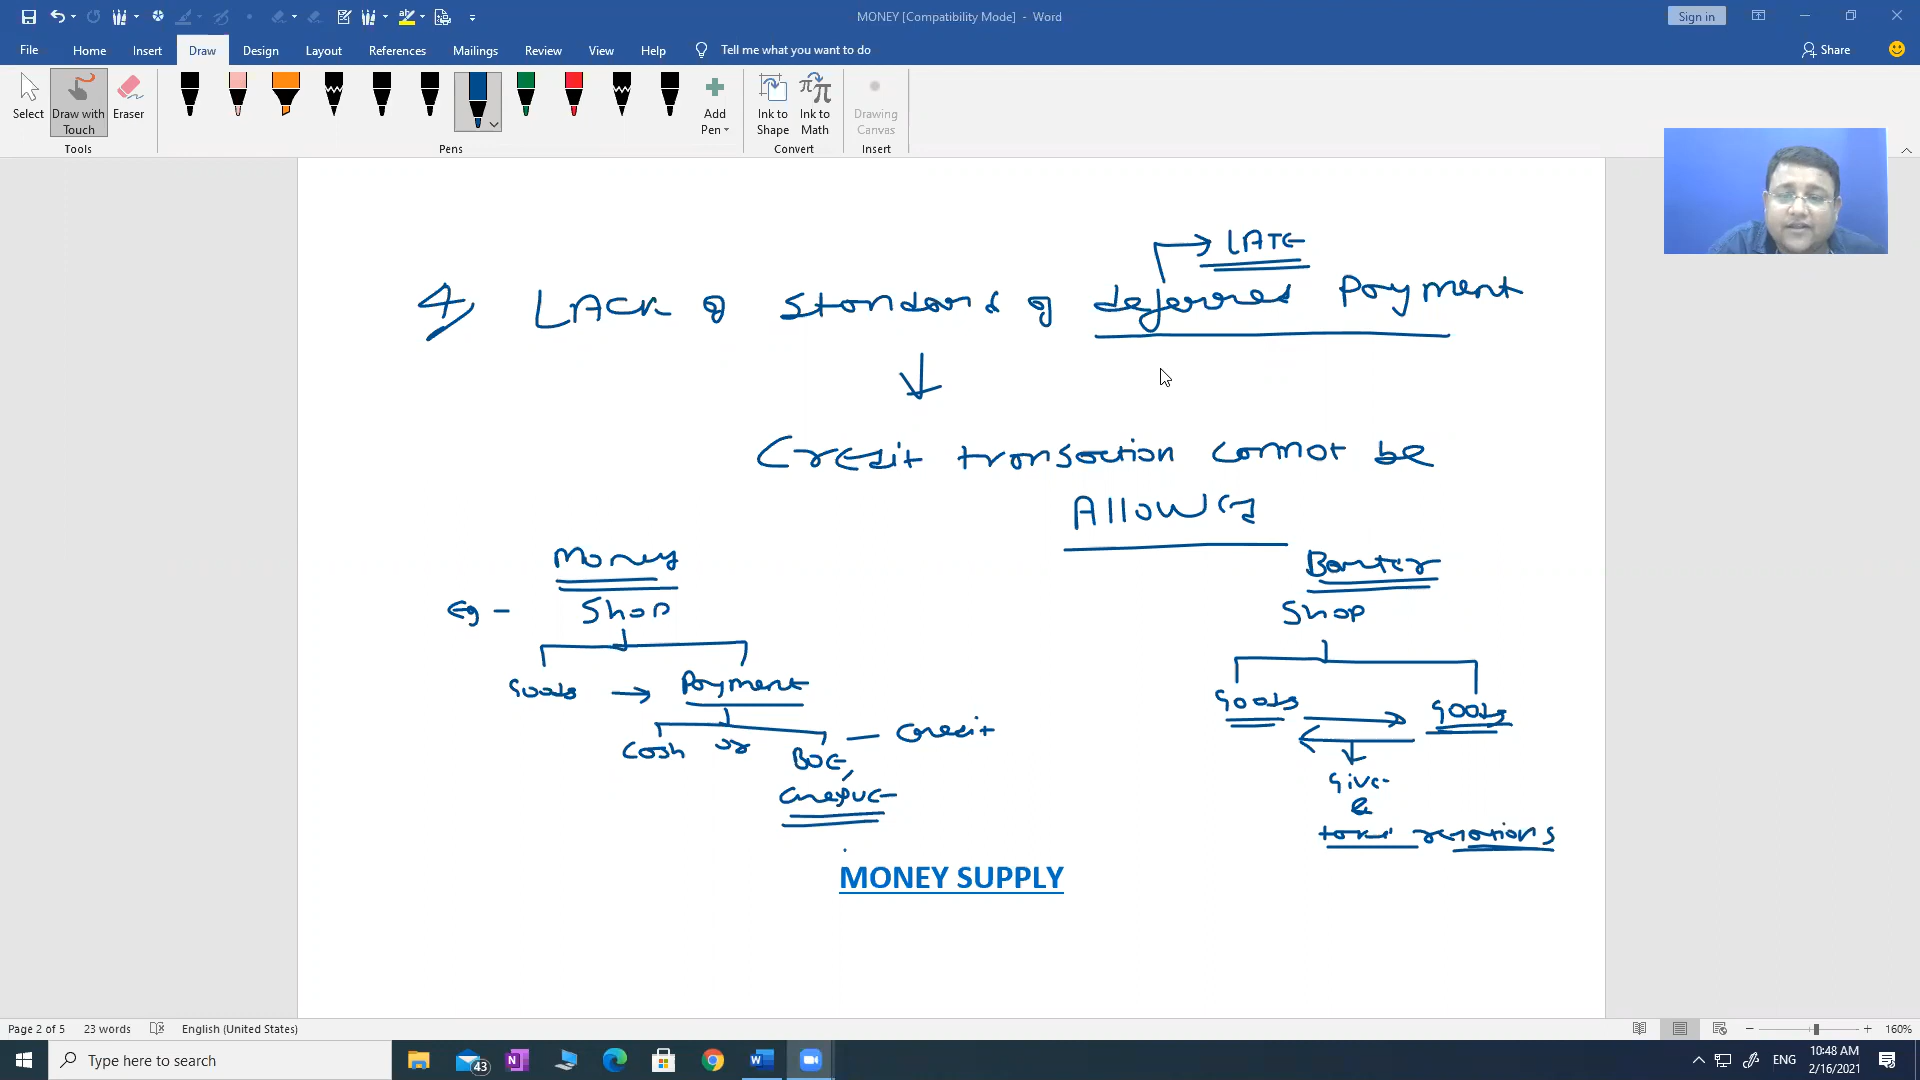 MONEY [Compatibility Mode] - Word
Sign in
File Home Insert Draw Design Layout References Mailings Review View Help Tell me what you want to do
Share
Select Draw with Touch Eraser
Add Pen
Ink to Shape Ink to Math
Drawing Canvas
Tools Pens Convert Insert
LATE
4, LACK of standard of deferred Payment
Credit transaction cannot be
Allowed
Money Barter
Eg - Shop Shop
Goods Payment Goods Goods
Cash or BOE, - Credit
Cheque
Give
&
MONEY SUPPLY
Page 2 of 5 23 words English (United States) 160%
Type here to search 43 ENG 10:48 AM
2/16/2021